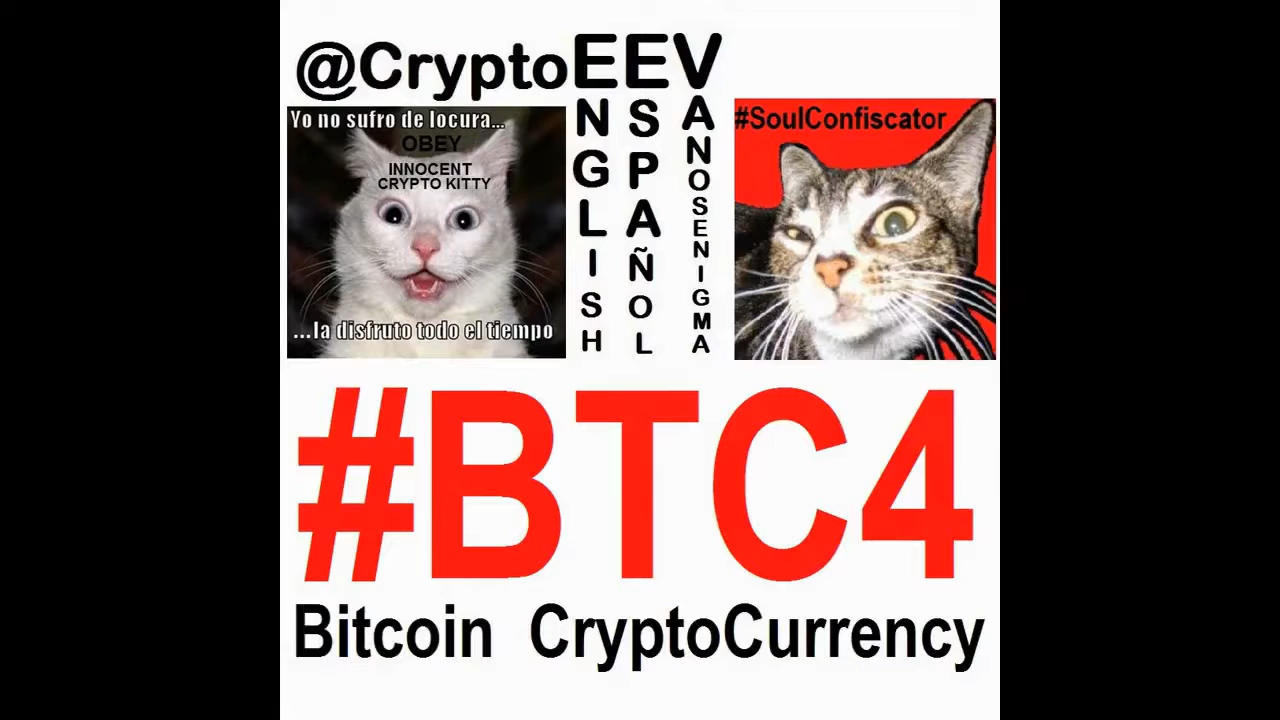 @CryptoEEV
Yo no sufro de locura...
OBEY
INNOCENT
CRYPTO KITTY
...la disfruto todo el tiempo
ENGLISH
ESPAÑOL
VANOSENIGMA
#SoulConfiscator
#BTC4
Bitcoin CryptoCurrency